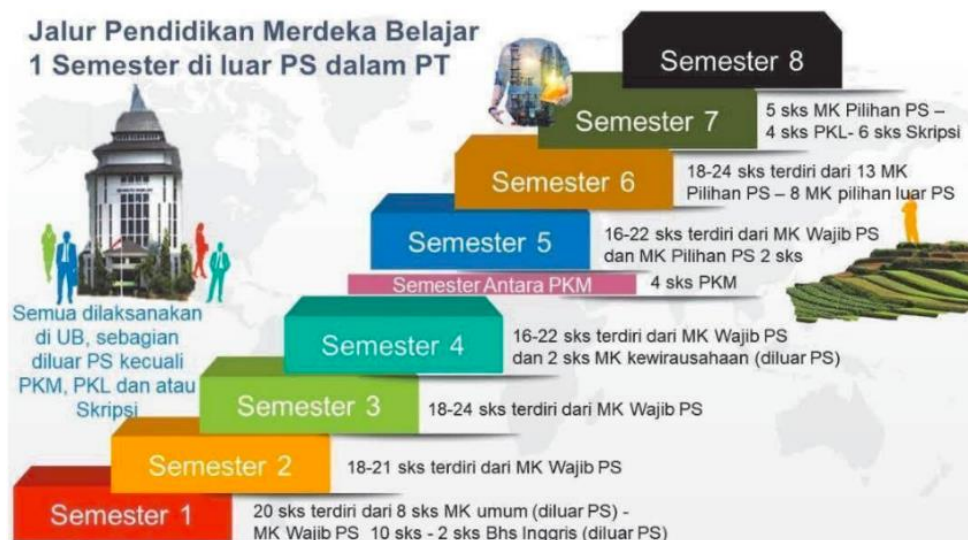 Jalur Pendidikan Merdeka Belajar
1 Semester di luar PS dalam PT
Semester 8
Semester 7
5 sks MK Pilihan PS –
4 sks PKL- 6 sks Skripsi
Semester 6
18-24 sks terdiri dari 13 MK
Pilihan PS – 8 MK pilihan luar PS
Semester 5
16-22 sks terdiri dari MK Wajib PS
dan MK Pilihan PS 2 sks
Semester Antara PKM
4 sks PKM
Semua dilaksanakan
di UB, sebagian
diluar PS kecuali
PKM, PKL dan atau
Skripsi
Semester 4
16-22 sks terdiri dari MK Wajib PS
dan 2 sks MK kewirausahaan (diluar PS)
Semester 3
18-24 sks terdiri dari MK Wajib PS
Semester 2
18-21 sks terdiri dari MK Wajib PS
Semester 1
20 sks terdiri dari 8 sks MK umum (diluar PS) -
MK Wajib PS 10 sks - 2 sks Bhs Inggris (diluar PS)